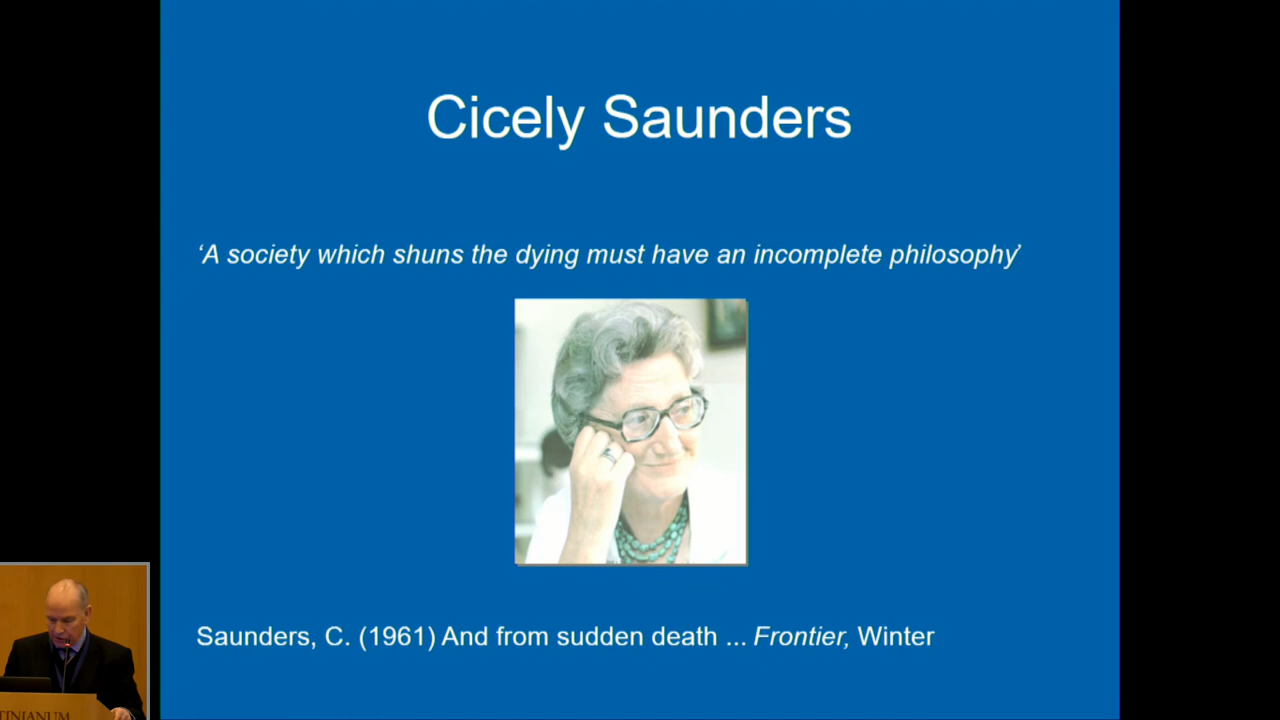 Cicely Saunders
‘A society which shuns the dying must have an incomplete philosophy’
Saunders, C. (1961) And from sudden death ... Frontier, Winter
TINIANUM